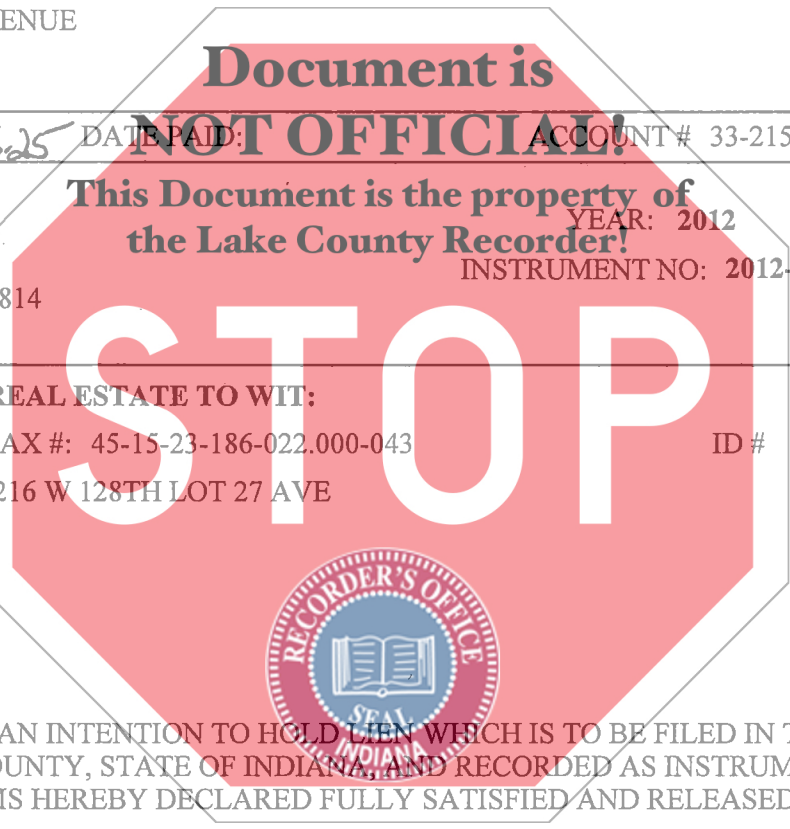 ENUE
Document is
.25 DATE PAID: NOT OFFICIAL! ACCOUNT # 33-215
This Document is the property of
YEAR: 2012
the Lake County Recorder!
INSTRUMENT NO: 2012-
814
STOP
REAL ESTATE TO WIT:
AX #: 45-15-23-186-022.000-043 ID #
216 W 128TH LOT 27 AVE
RECORDER'S OFFICE
SEAL
INDIANA
AN INTENTION TO HOLD LIEN WHICH IS TO BE FILED IN T
OUNTY, STATE OF INDIANA, AND RECORDED AS INSTRUM
IS HEREBY DECLARED FULLY SATISFIED AND RELEASED